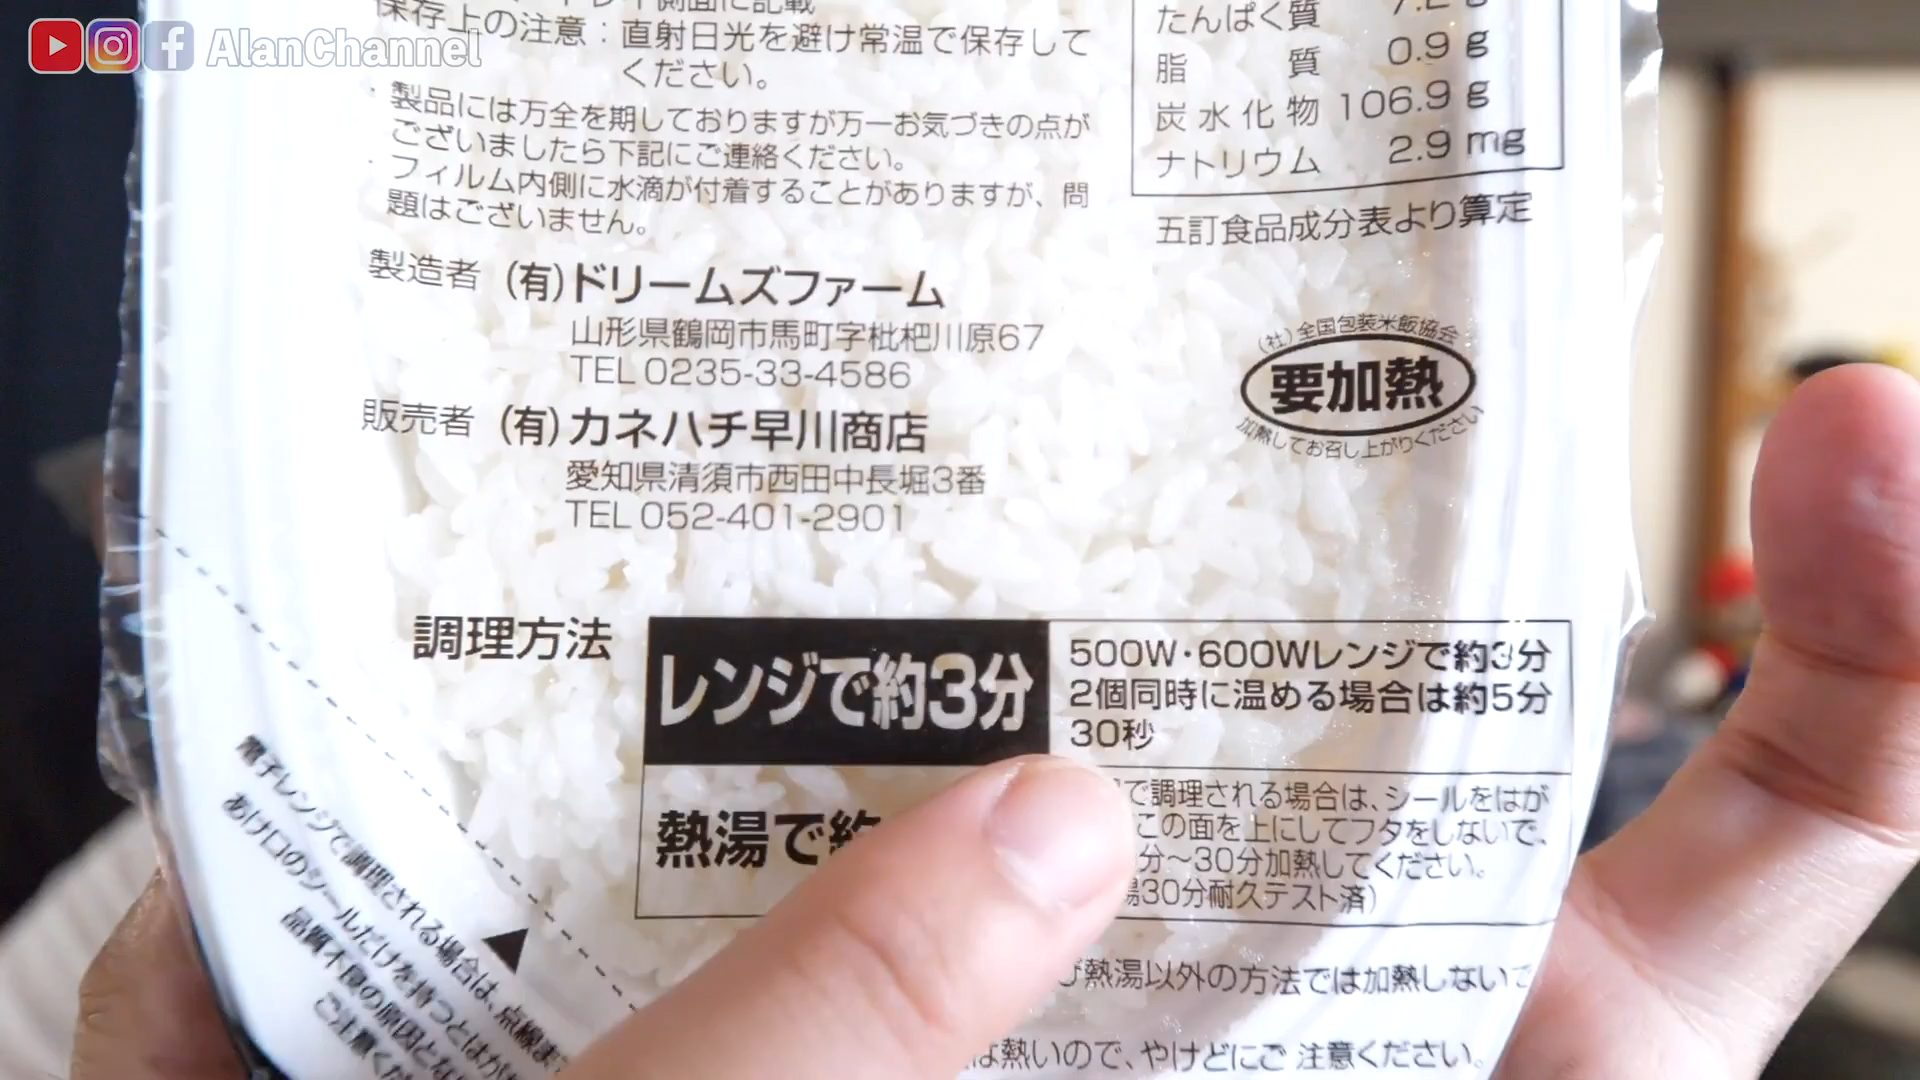 AlanChannel
保存上の注意：直射日光を避け常温で保存して
ください。
・製品には万全を期しておりますが万一お気づきの点が
ございましたら下記にご連絡ください。
・フィルム内側に水滴が付着することがありますが、問
題はございません。
製造者 (有)ドリームズファーム
山形県鶴岡市馬町字枇杷川原67
TEL 0235-33-4586
販売者 (有)カネハチ早川商店
愛知県清須市西田中長堀3番
TEL 052-401-2901
たんぱく質
脂質 0.9 g
炭水化物 106.9 g
ナトリウム 2.9 mg
五訂食品成分表より算定
(社)全国包装米飯協会
要加熱
加熱してお召し上がりください
調理方法
レンジで約3分
500W・600Wレンジで約3分
2個同時に温める場合は約5分
30秒
熱湯で約
で調理される場合は、シールをはが
この面を上にしてフタをしないで、
分〜30分加熱してください。
30分耐久テスト済)
熱湯以外の方法では加熱しないで
は熱いので、やけどにご注意ください。
電子レンジで調理される場合は、点線ま
あけ口のシールだけを持つとはがれ
品質不良の原因とな
ご注意くだ